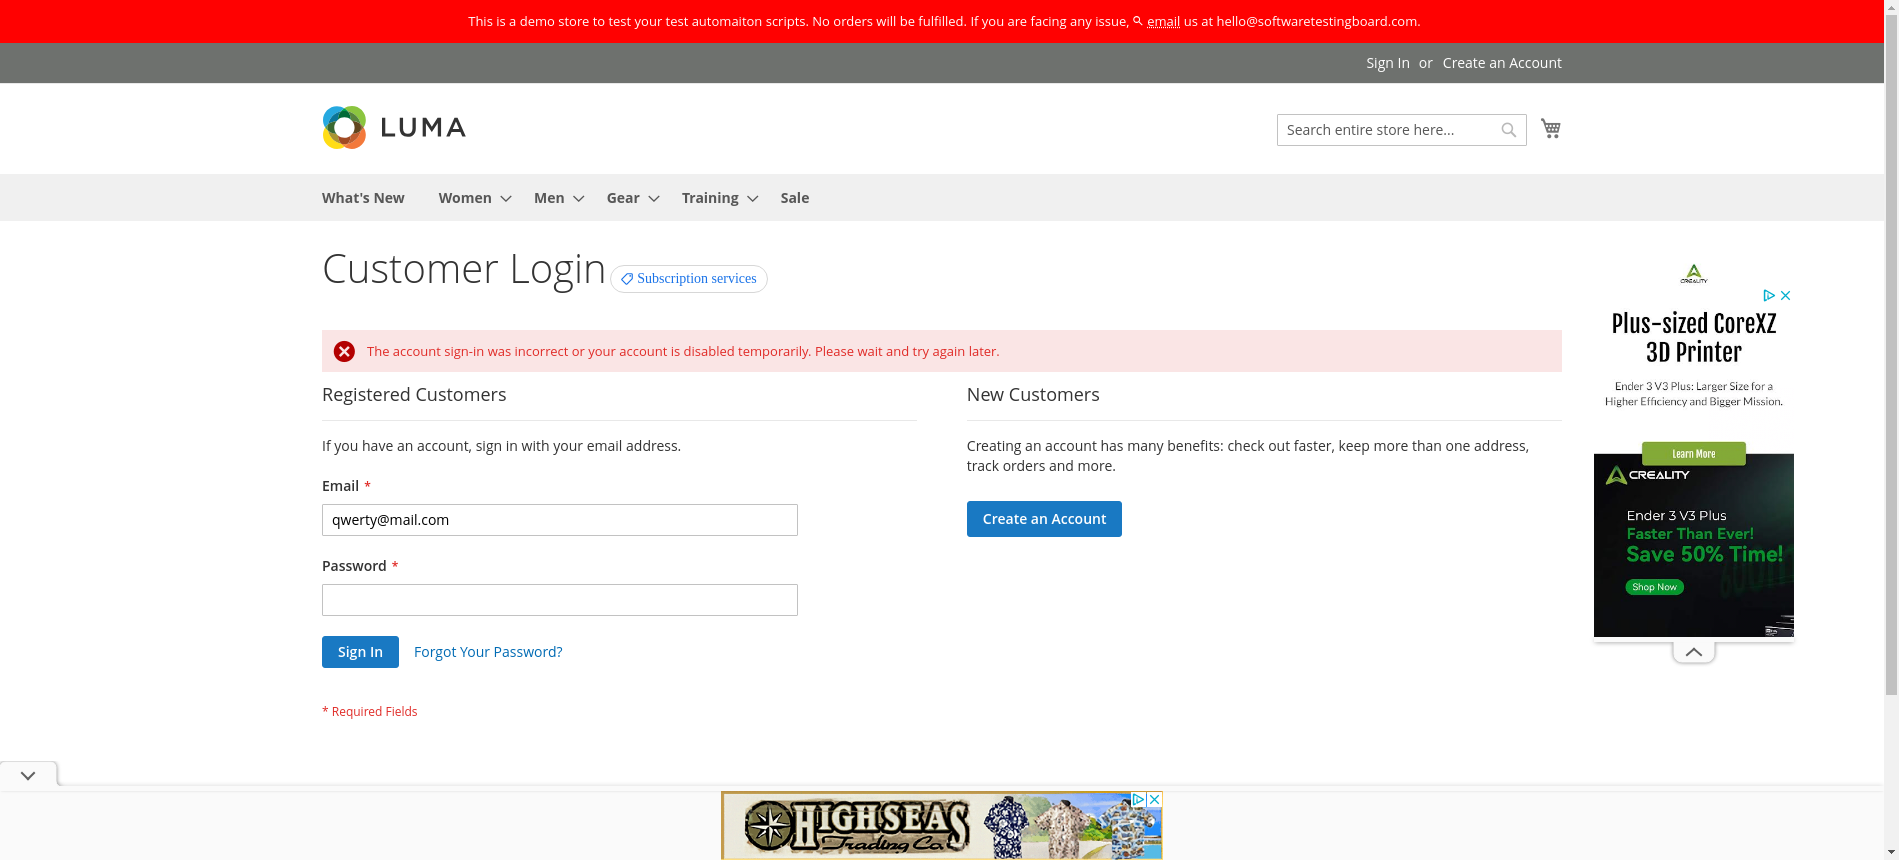 This is a demo store to test your test automaiton scripts. No orders will be fulfilled. If you are facing any issue, email us at hello@softwaretestingboard.com.
Sign In or Create an Account
LUMA
Search entire store here...
What's New Women Men Gear Training Sale
Customer Login Subscription services
The account sign-in was incorrect or your account is disabled temporarily. Please wait and try again later.
Registered Customers
If you have an account, sign in with your email address.
Email *
qwerty@mail.com
Password *
Sign In Forgot Your Password?
* Required Fields
New Customers
Creating an account has many benefits: check out faster, keep more than one address,
track orders and more.
Create an Account
CREALITY
Plus-sized CoreXZ
3D Printer
Ender 3 V3 Plus: Larger Size for a
Higher Efficiency and Bigger Mission.
Learn More
CREALITY
Ender 3 V3 Plus
Faster Than Ever!
Save 50% Time!
Shop Now
HIGH SEAS
Trading Co.